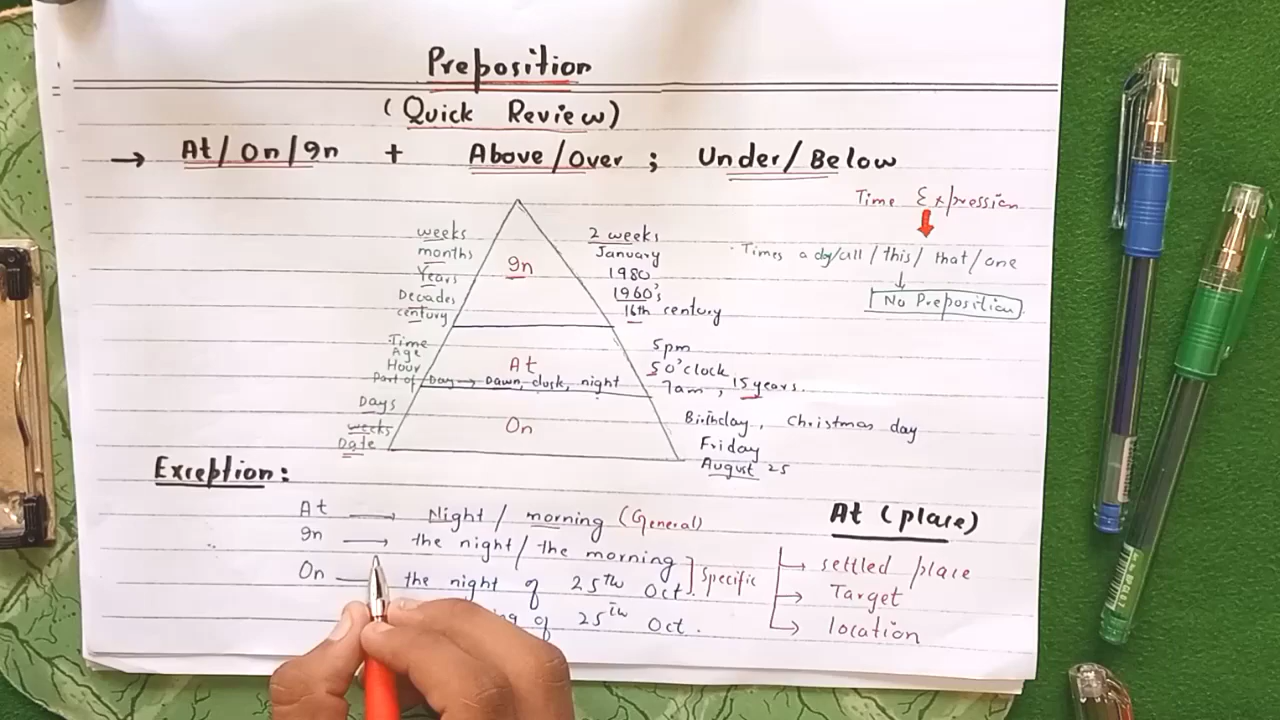 Preposition
(Quick Review)
→ At/On/In + Above/Over ; Under/Below
Time Expression
weeks 2 weeks
months January
Years In 1980
Decades 1960's
century 16th century
Times a day/all/this/that/one
No Preposition
Time 5pm
Age
Hour At 5 o'clock
Part of Day → Dawn, dusk, night 7am, 15 years.
Days Birthday, Christmas day
weeks On Friday
Date August 25
Exception:
At → Night / morning (General)
In → the night / the morning
On the night of 25th Oct.
of 25th Oct.
Specific
At (place)
→ settled place
→ Target
→ location